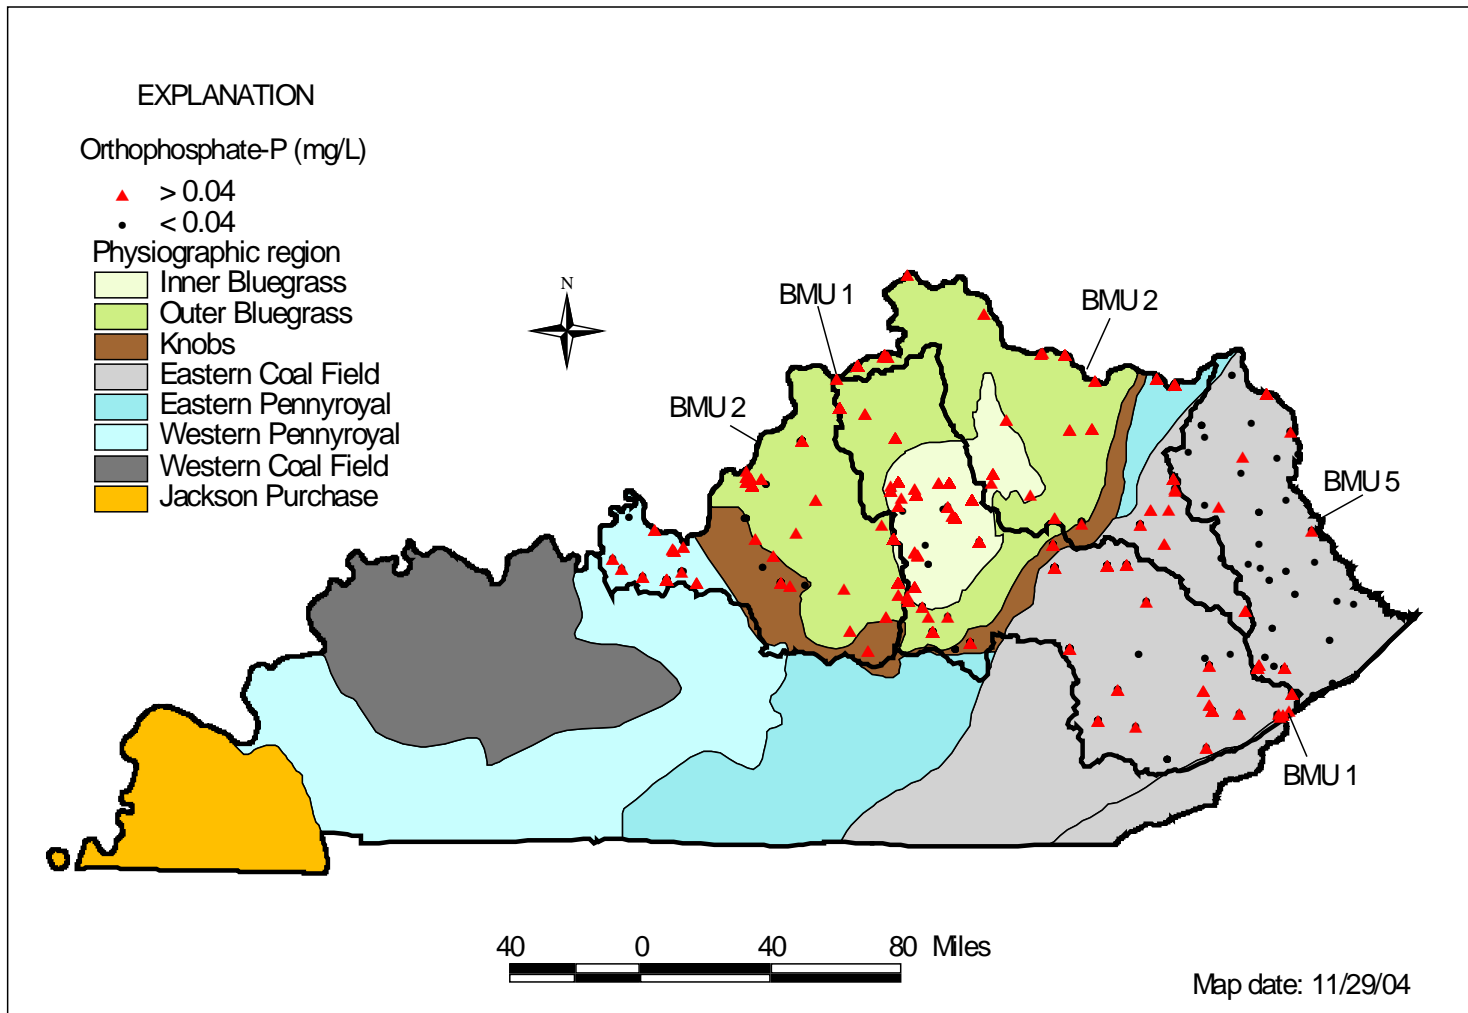 EXPLANATION
Orthophosphate-P (mg/L)
> 0.04
< 0.04
Physiographic region
Inner Bluegrass
Outer Bluegrass
Knobs
Eastern Coal Field
Eastern Pennyroyal
Western Pennyroyal
Western Coal Field
Jackson Purchase
N
BMU 1
BMU 2
BMU 2
BMU 5
BMU 1
40 0 40 80 Miles
Map date: 11/29/04